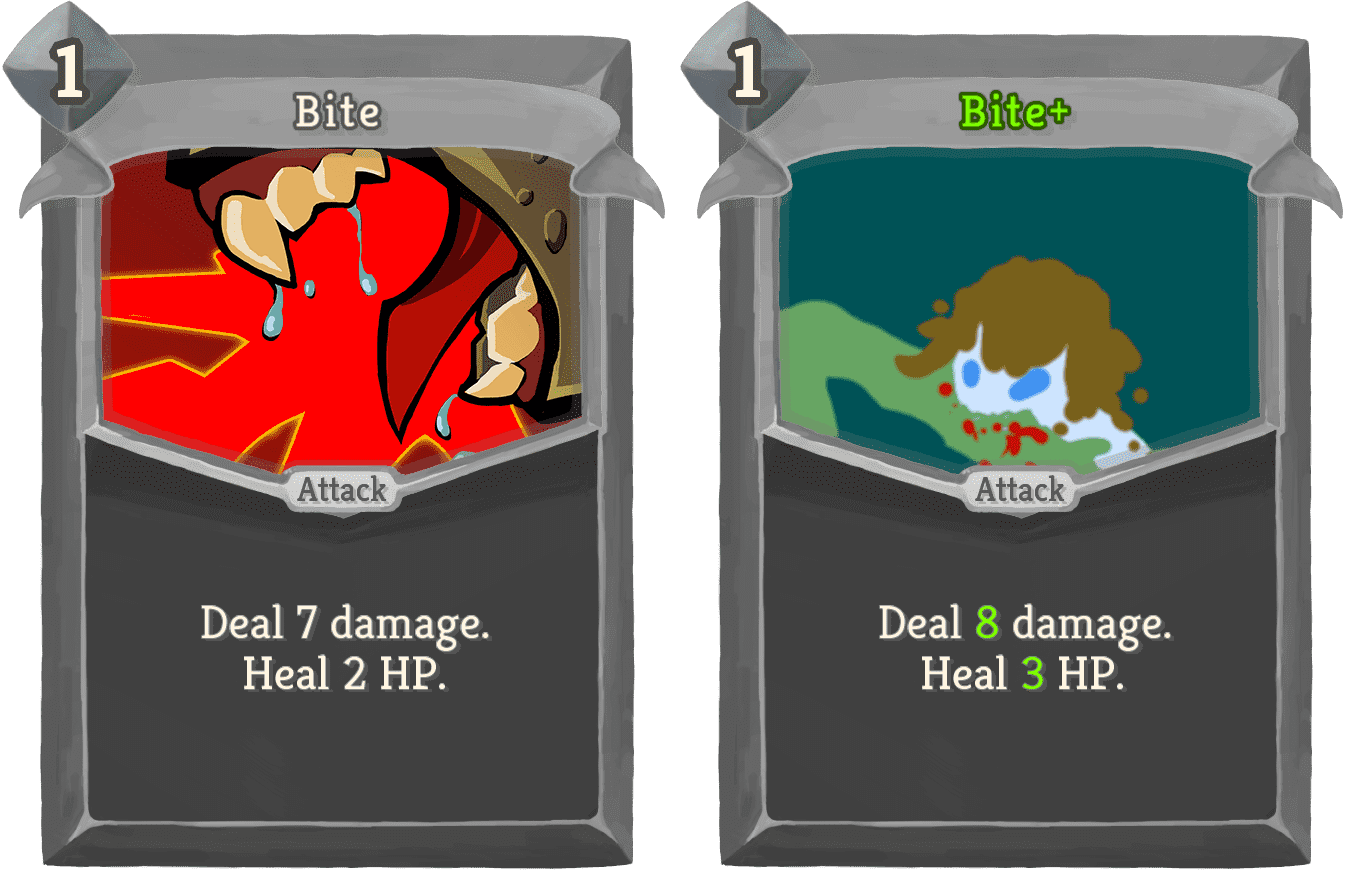 1
Bite
Attack
Deal 7 damage.
Heal 2 HP.
1
Bite+
Attack
Deal 8 damage.
Heal 3 HP.